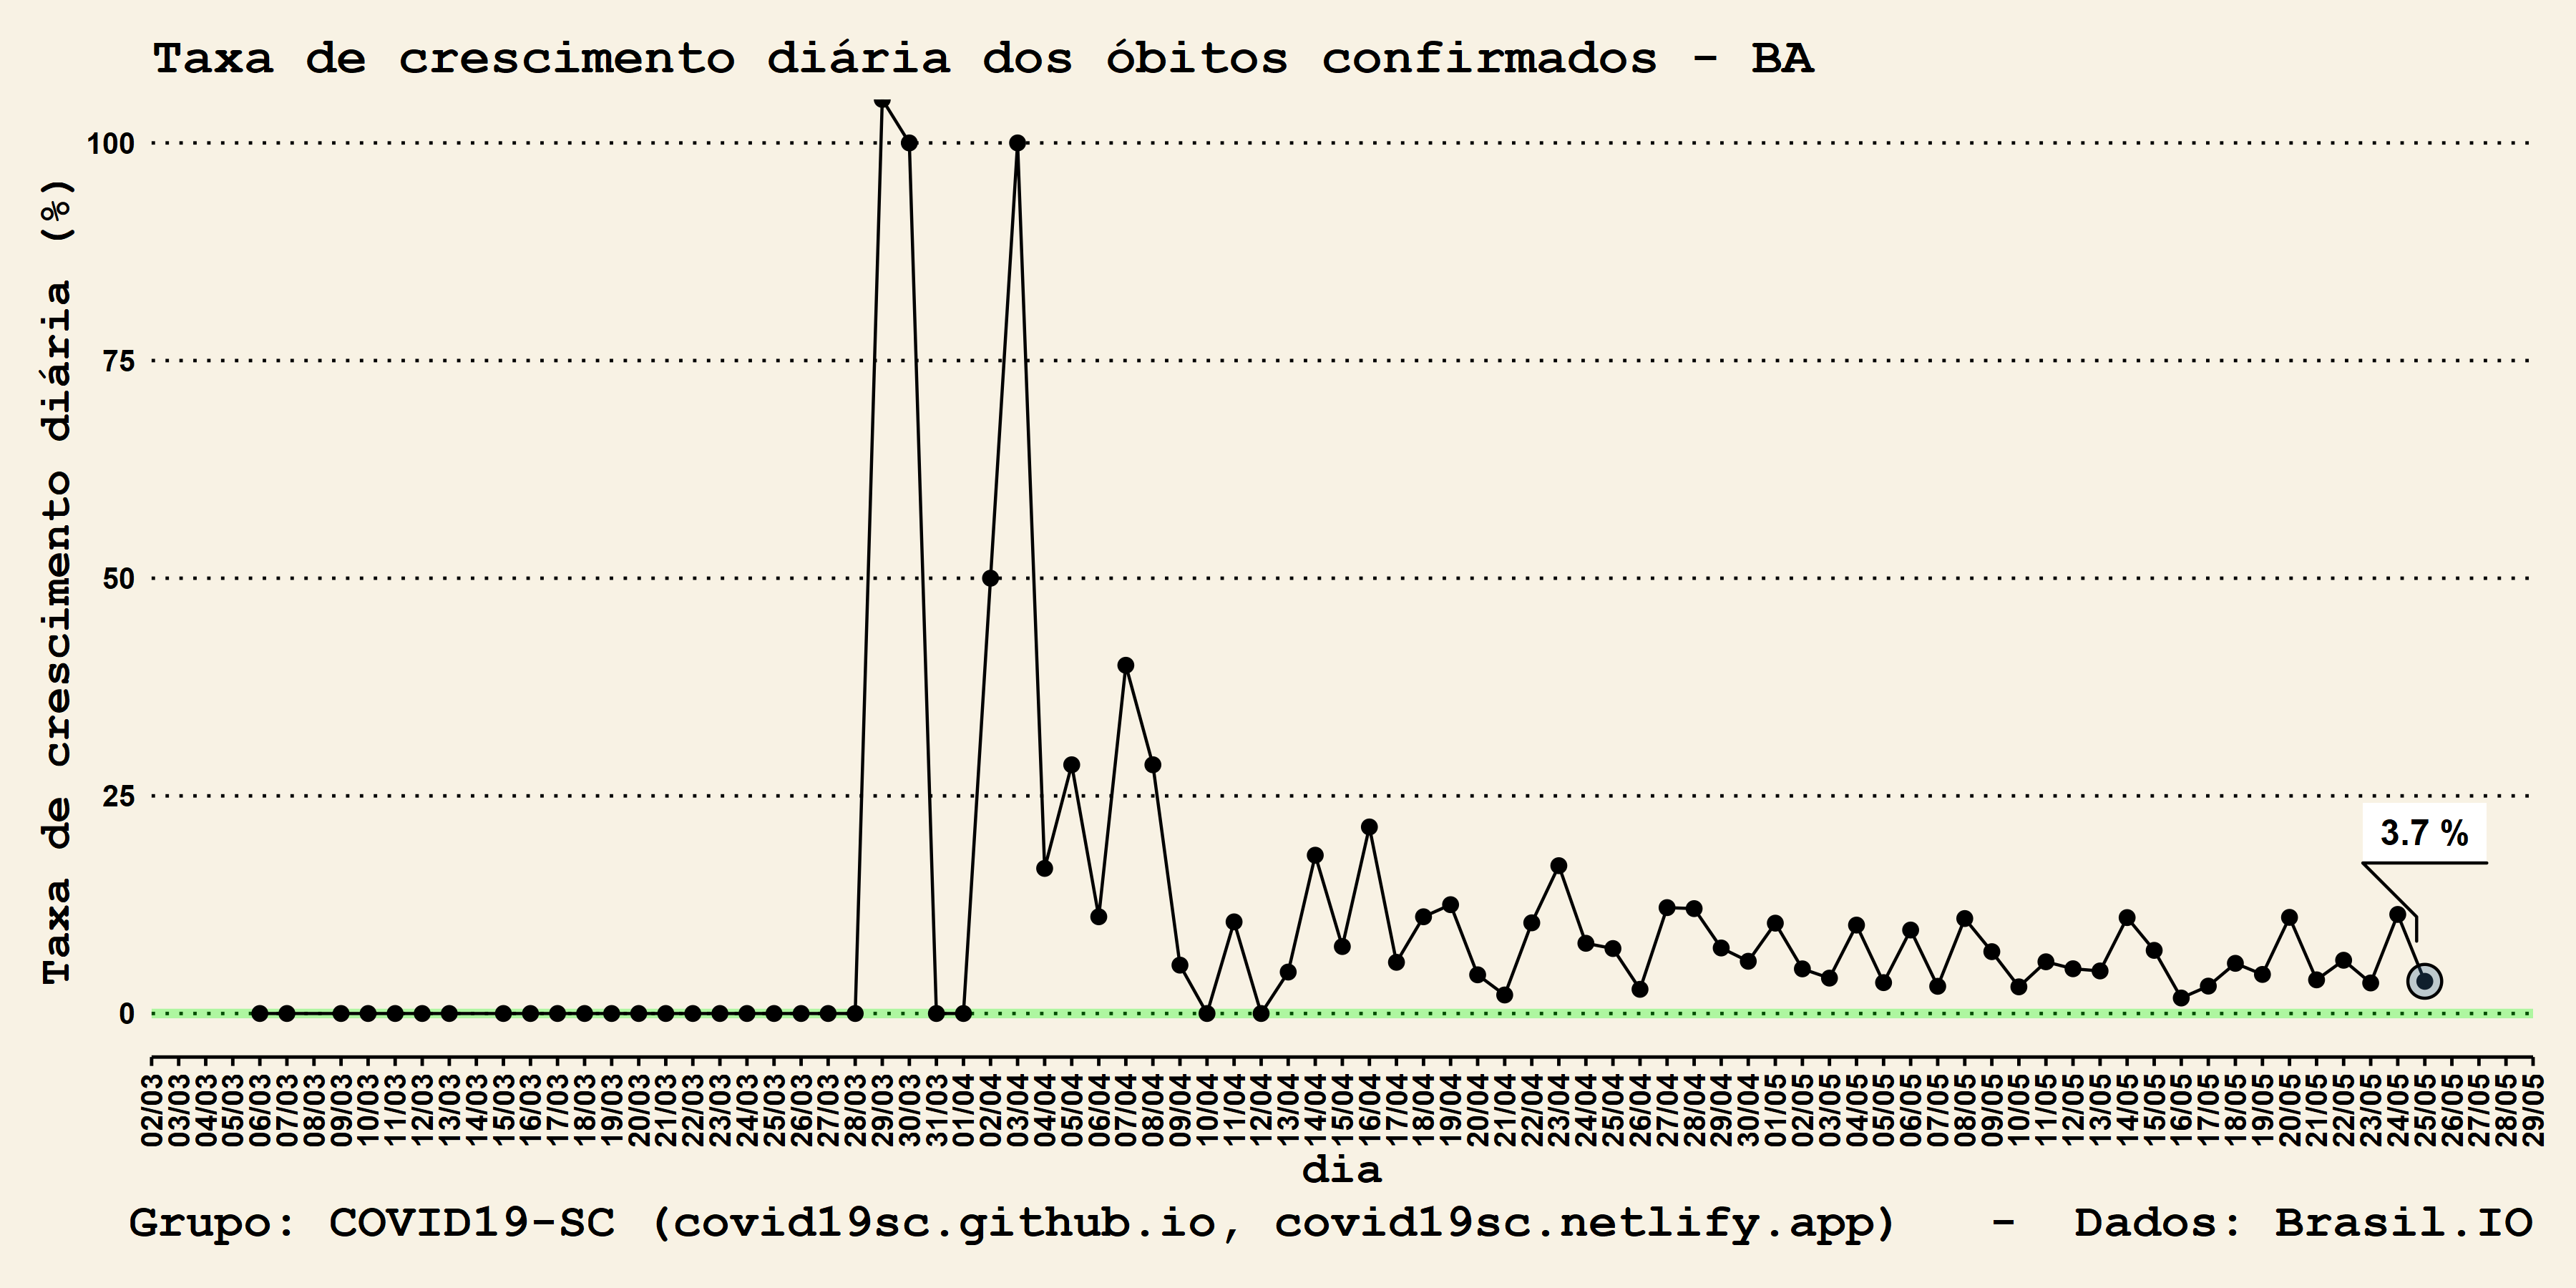 Taxa de crescimento diária dos óbitos confirmados - BA
Taxa de crescimento diária (%)
100
75
50
25
0
3.7 %
02/03 03/03 04/03 05/03 06/03 07/03 08/03 09/03 10/03 11/03 12/03 13/03 14/03 15/03 16/03 17/03 18/03 19/03 20/03 21/03 22/03 23/03 24/03 25/03 26/03 27/03 28/03 29/03 30/03 31/03 01/04 02/04 03/04 04/04 05/04 06/04 07/04 08/04 09/04 10/04 11/04 12/04 13/04 14/04 15/04 16/04 17/04 18/04 19/04 20/04 21/04 22/04 23/04 24/04 25/04 26/04 27/04 28/04 29/04 30/04 01/05 02/05 03/05 04/05 05/05 06/05 07/05 08/05 09/05 10/05 11/05 12/05 13/05 14/05 15/05 16/05 17/05 18/05 19/05 20/05 21/05 22/05 23/05 24/05 25/05 26/05 27/05 28/05 29/05
dia
Grupo: COVID19-SC (covid19sc.github.io, covid19sc.netlify.app) - Dados: Brasil.IO